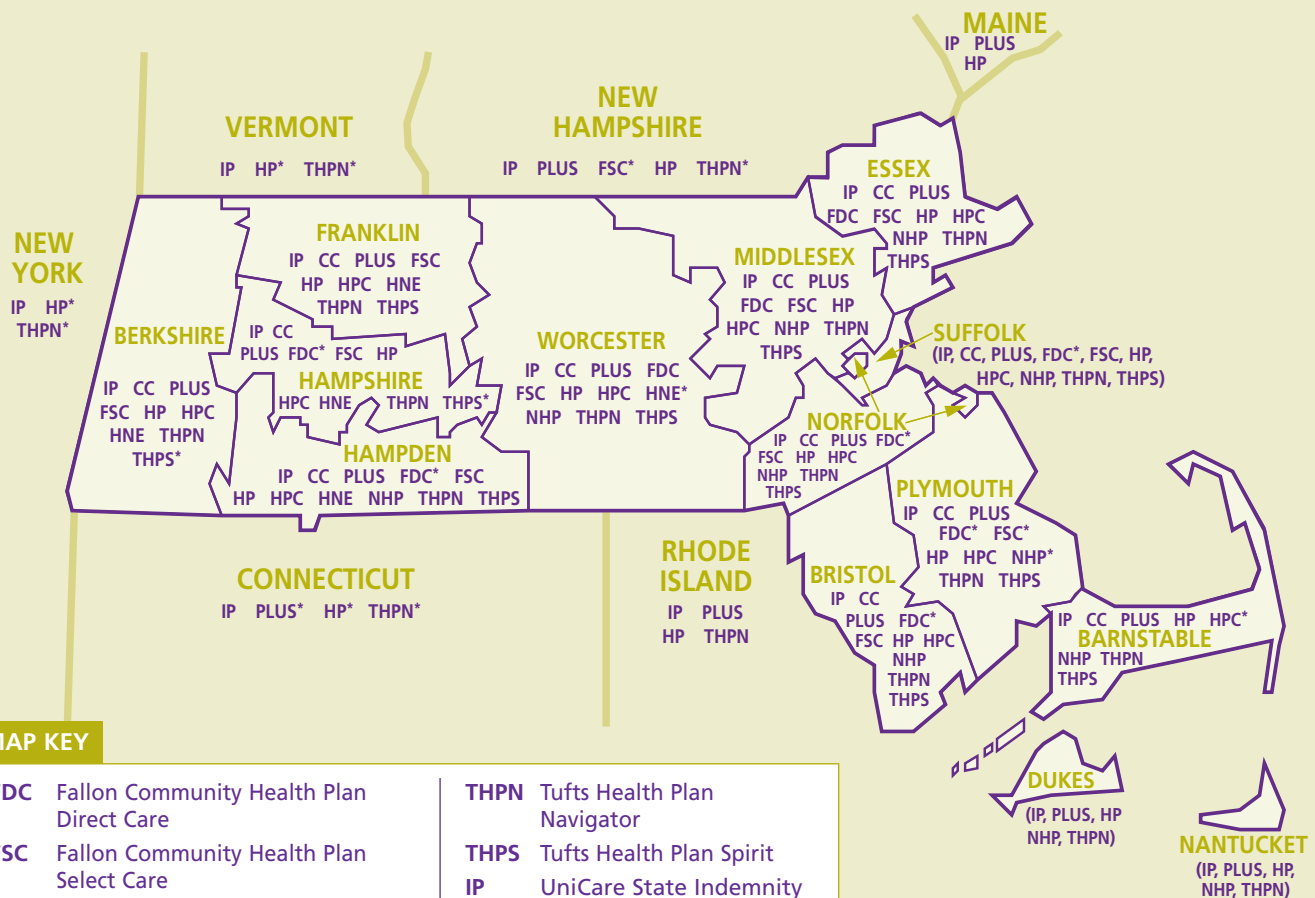 MAINE
IP PLUS
HP
VERMONT
IP HP* THPN*
NEW
HAMPSHIRE
IP PLUS FSC* HP THPN*
ESSEX
IP CC PLUS
FDC FSC HP HPC
NHP THPN
THPS
NEW
YORK
IP HP*
THPN*
BERKSHIRE
IP CC PLUS
FSC HP HPC
HNE THPN
THPS*
FRANKLIN
IP CC PLUS FSC
HP HPC HNE
THPN THPS
IP CC
PLUS FDC* FSC HP
HAMPSHIRE
HPC HNE THPN THPS*
HAMPDEN
IP CC PLUS FDC* FSC
HP HPC HNE NHP THPN THPS
WORCESTER
IP CC PLUS FDC
FSC HP HPC HNE*
NHP THPN THPS
MIDDLESEX
IP CC PLUS
FDC FSC HP
HPC NHP THPN
THPS
SUFFOLK
(IP, CC, PLUS, FDC*, FSC, HP,
HPC, NHP, THPN, THPS)
NORFOLK
IP CC PLUS FDC*
FSC HP HPC
NHP THPN
THPS
PLYMOUTH
IP CC PLUS
FDC* FSC*
HP HPC NHP*
THPN THPS
BRISTOL
IP CC
PLUS FDC*
FSC HP HPC
NHP
THPN
THPS
CONNECTICUT
IP PLUS* HP* THPN*
RHODE
ISLAND
IP PLUS
HP THPN
IP CC PLUS HP HPC*
BARNSTABLE
NHP THPN
THPS
DUKES
(IP, PLUS, HP
NHP, THPN)
NANTUCKET
(IP, PLUS, HP,
NHP, THPN)
MAP KEY
FDC Fallon Community Health Plan
Direct Care
FSC Fallon Community Health Plan
Select Care
THPN Tufts Health Plan
Navigator
THPS Tufts Health Plan Spirit
IP UniCare State Indemnity